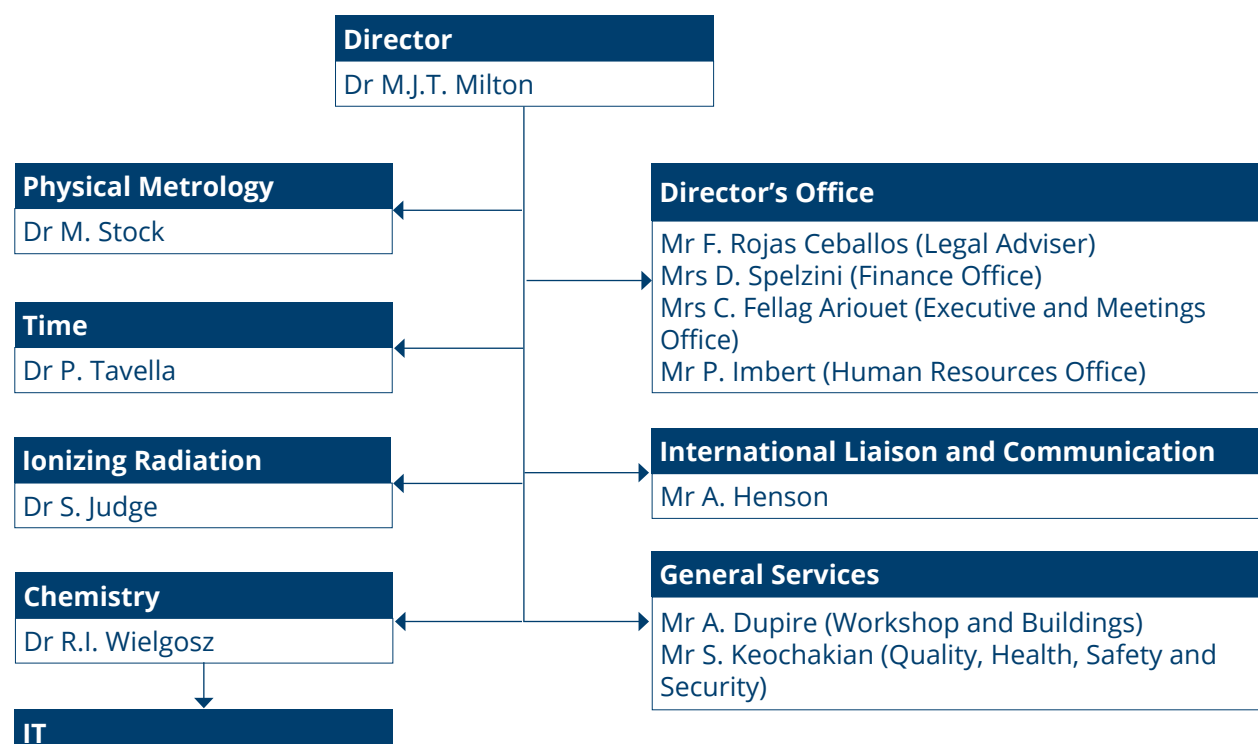 Director
Dr M.J.T. Milton
Physical Metrology
Dr M. Stock
Time
Dr P. Tavella
Ionizing Radiation
Dr S. Judge
Chemistry
Dr R.I. Wielgosz
IT
Director’s Office
Mr F. Rojas Ceballos (Legal Adviser)
Mrs D. Spelzini (Finance Office)
Mrs C. Fellag Ariouet (Executive and Meetings
Office)
Mr P. Imbert (Human Resources Office)
International Liaison and Communication
Mr A. Henson
General Services
Mr A. Dupire (Workshop and Buildings)
Mr S. Keochakian (Quality, Health, Safety and
Security)